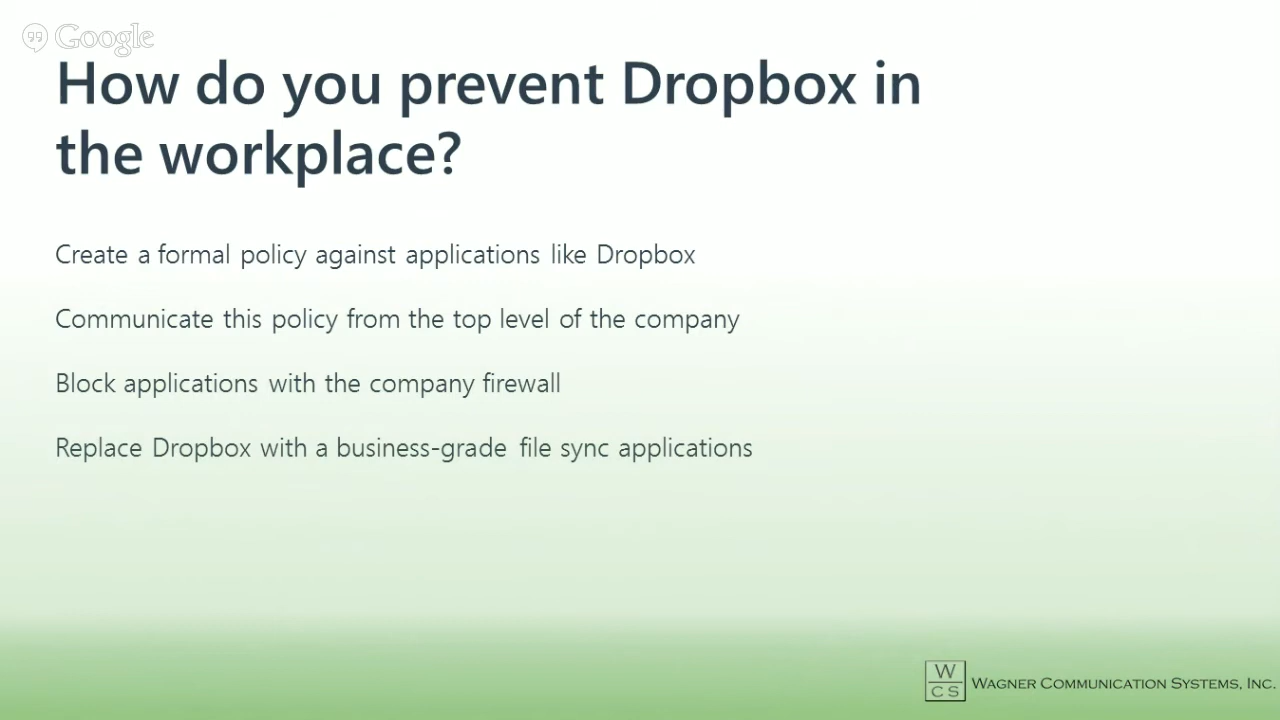 Google
How do you prevent Dropbox in
the workplace?
Create a formal policy against applications like Dropbox
Communicate this policy from the top level of the company
Block applications with the company firewall
Replace Dropbox with a business-grade file sync applications
W
CS
WAGNER COMMUNICATION SYSTEMS, INC.